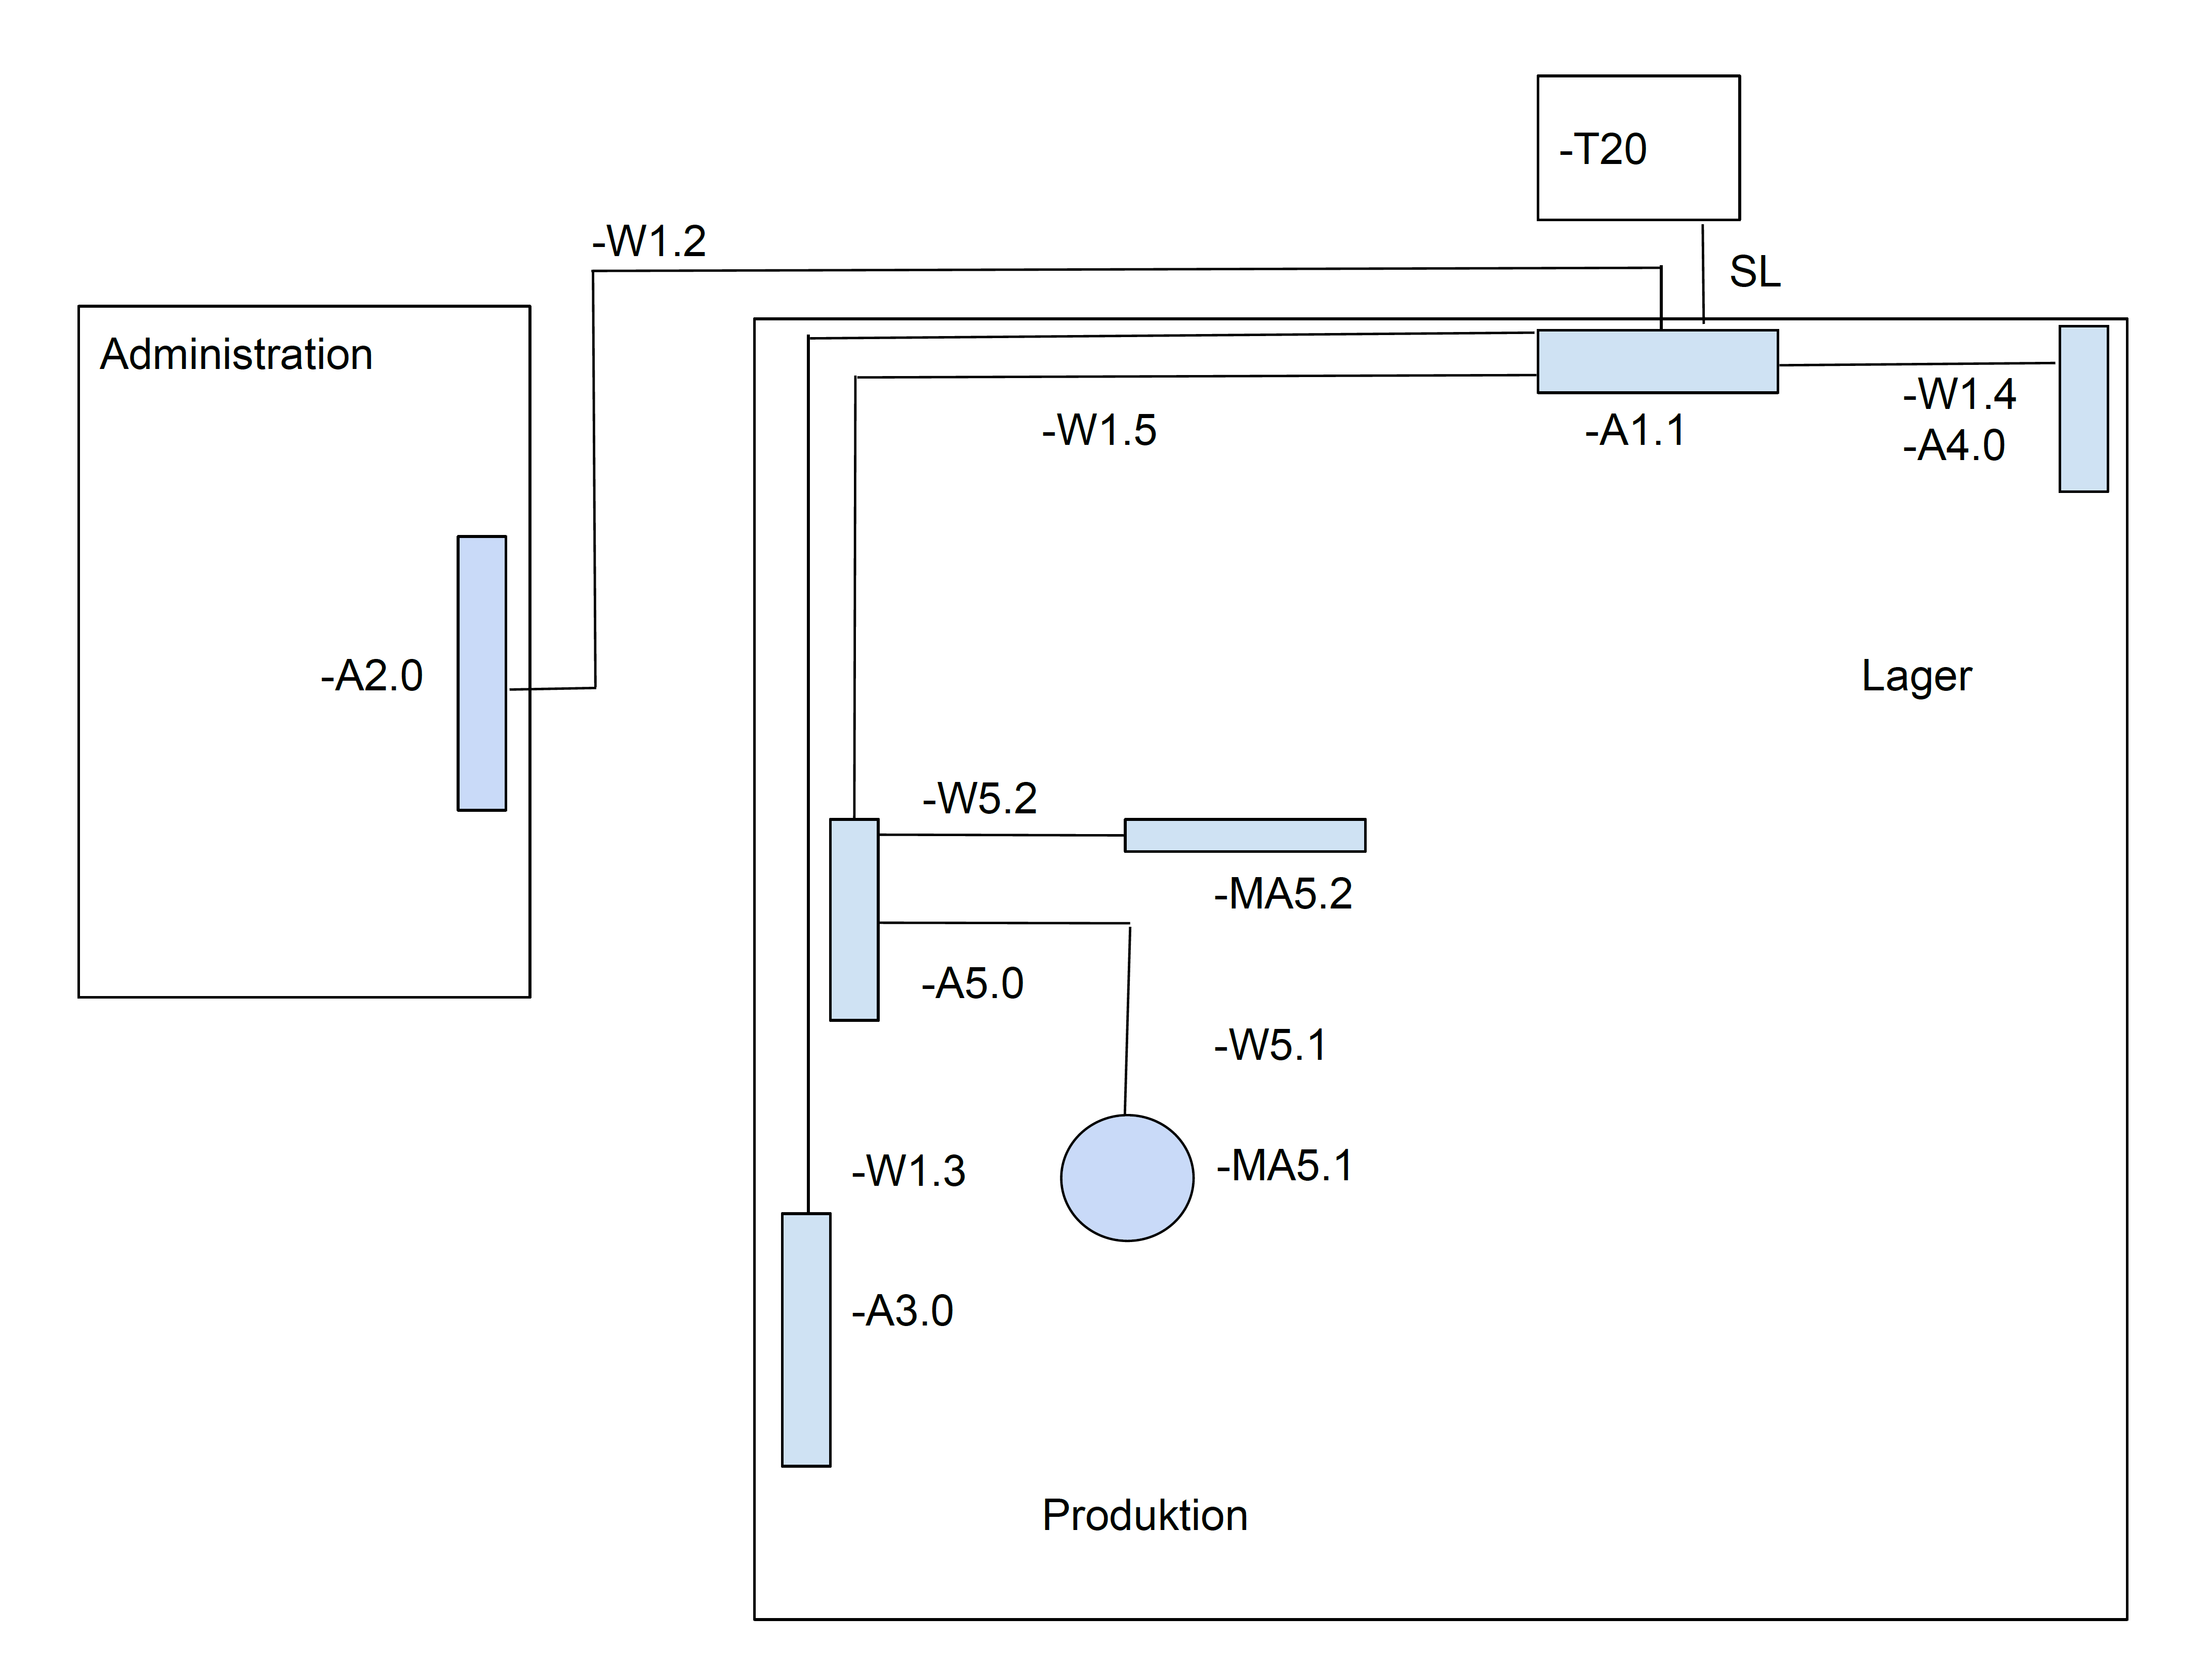 -T20
-W1.2
SL
Administration
-W1.4
-W1.5
-A1.1
-A4.0
-A2.0
Lager
-W5.2
-MA5.2
-A5.0
-W5.1
-W1.3
-MA5.1
-A3.0
Produktion